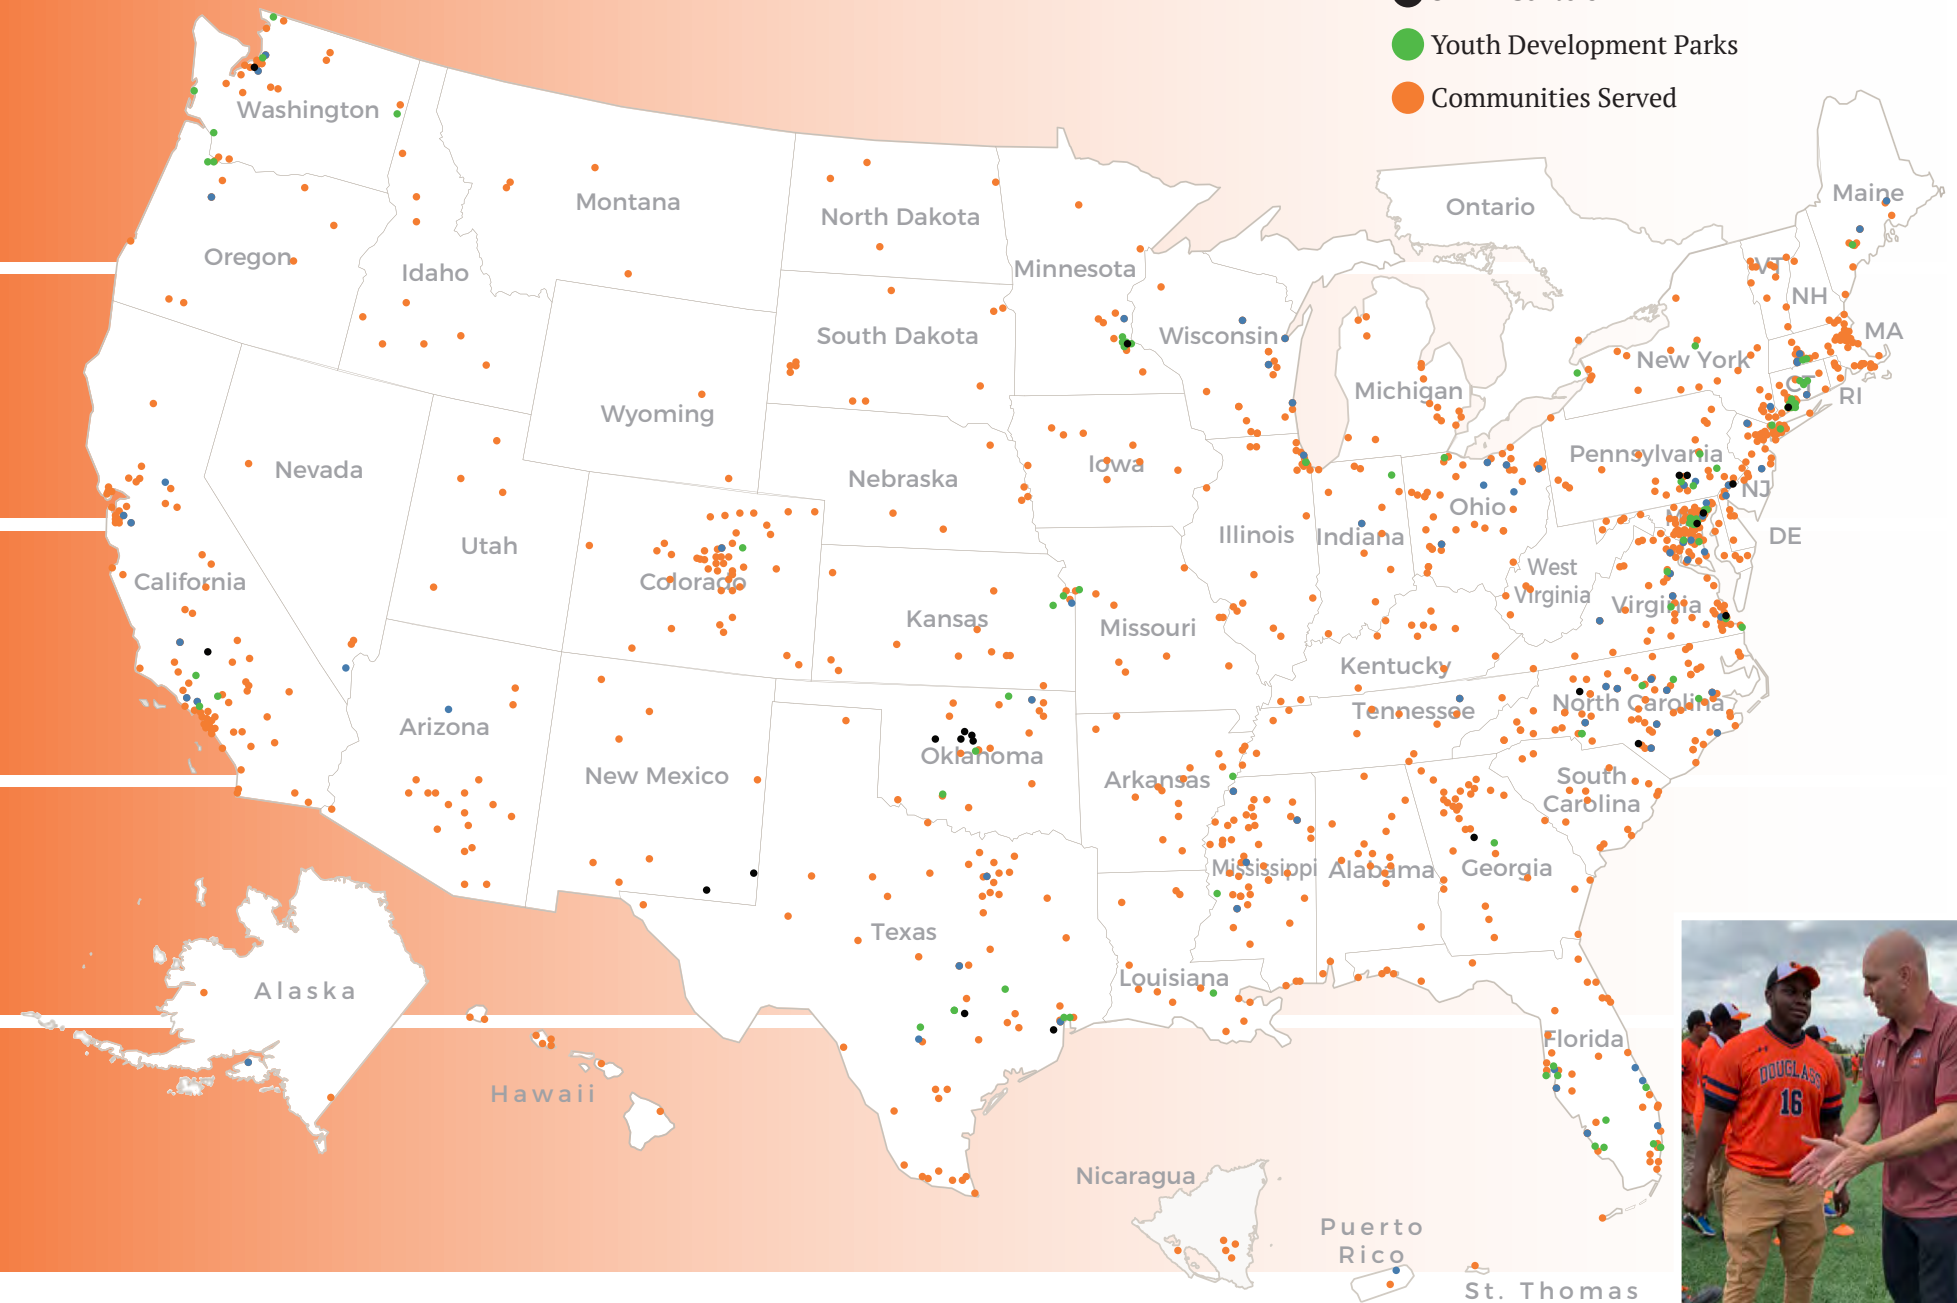 Youth Development Parks
Communities Served
Washington
Montana
North Dakota
Minnesota
Ontario
Maine
Oregon
Idaho
South Dakota
Wisconsin
VT
NH
MA
New York
Michigan
CT
RI
Wyoming
Nebraska
Iowa
Pennsylvania
NJ
Nevada
Utah
Colorado
Illinois
Indiana
Ohio
DE
California
Kansas
Missouri
West
Virginia
Virginia
Kentucky
Arizona
New Mexico
Oklahoma
Arkansas
Tennessee
North Carolina
South
Carolina
Texas
Mississippi
Alabama
Georgia
Louisiana
Florida
Alaska
Hawaii
Nicaragua
Puerto
Rico
St. Thomas
DOUGLASS
16